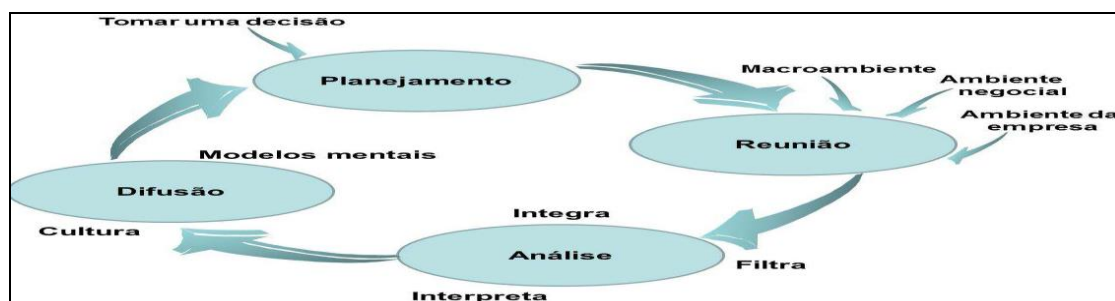 Tomar uma decisão
Planejamento
Macroambiente
Ambiente
negocial
Ambiente da
empresa
Reunião
Modelos mentais
Difusão
Cultura
Integra
Análise
Filtra
Interpreta